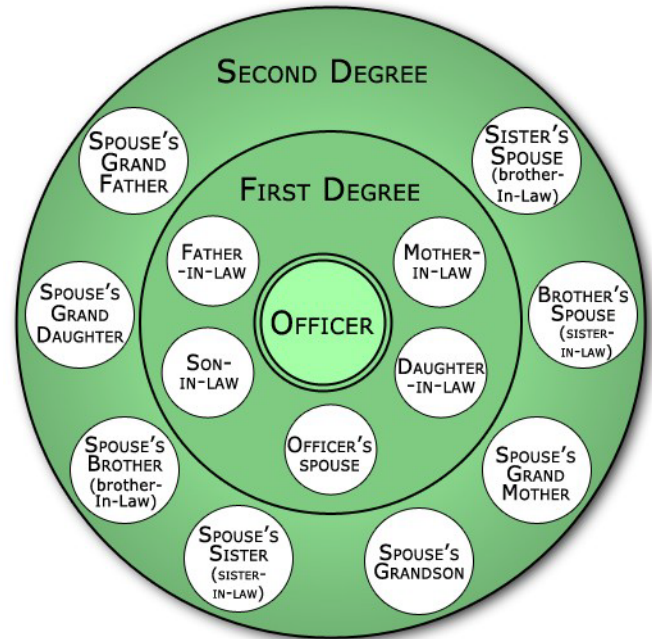 SECOND DEGREE
SPOUSE'S
GRAND
FATHER
SISTER'S
SPOUSE
(brother-
In-Law)
FIRST DEGREE
FATHER
-IN-LAW
MOTHER-
IN-LAW
SPOUSE'S
GRAND
DAUGHTER
OFFICER
BROTHER'S
SPOUSE
(SISTER-
IN-LAW)
SON-
IN-LAW
DAUGHTER
-IN-LAW
OFFICER'S
SPOUSE
SPOUSE'S
BROTHER
(brother-
In-Law)
SPOUSE'S
GRAND
MOTHER
SPOUSE'S
SISTER
(SISTER-
IN-LAW)
SPOUSE'S
GRANDSON